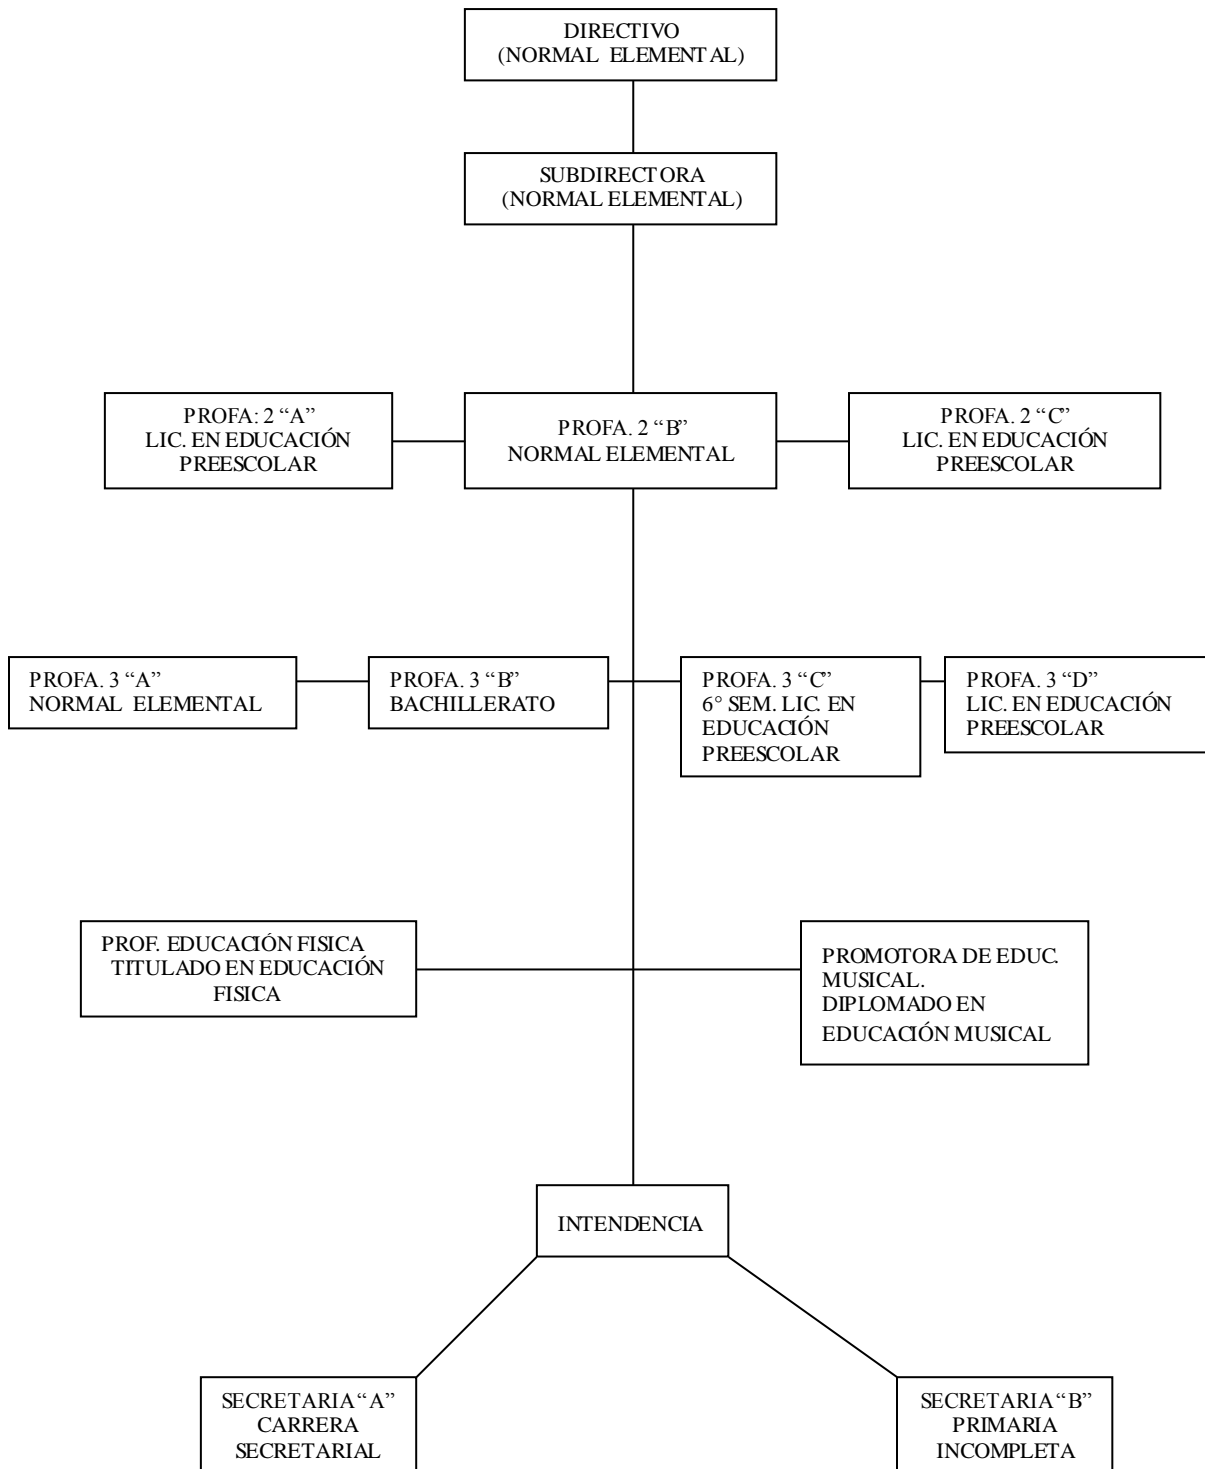 DIRECTIVO
(NORMAL ELEMENTAL)
SUBDIRECTORA
(NORMAL ELEMENTAL)
PROFA: 2 “A”
LIC. EN EDUCACIÓN
PREESCOLAR
PROFA. 2 “B”
NORMAL ELEMENTAL
PROFA. 2 “C”
LIC. EN EDUCACIÓN
PREESCOLAR
PROFA. 3 “A”
NORMAL ELEMENTAL
PROFA. 3 “B”
BACHILLERATO
PROFA. 3 “C”
6° SEM. LIC. EN
EDUCACIÓN
PREESCOLAR
PROFA. 3 “D”
LIC. EN EDUCACIÓN
PREESCOLAR
PROF. EDUCACIÓN FISICA
TITULADO EN EDUCACIÓN
FISICA
PROMOTORA DE EDUC.
MUSICAL.
DIPLOMADO EN
EDUCACIÓN MUSICAL
INTENDENCIA
SECRETARIA “A”
CARRERA
SECRETARIAL
SECRETARIA “B”
PRIMARIA
INCOMPLETA